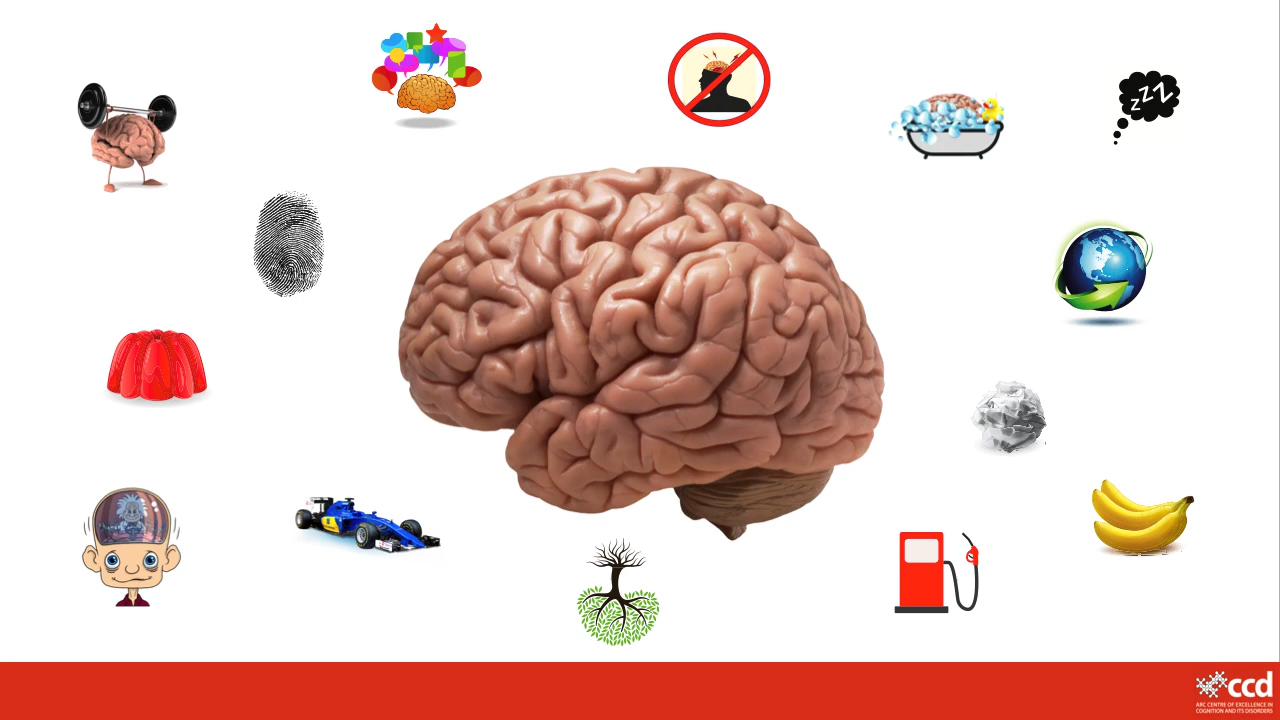 zzZ
ccd
ARC CENTRE OF EXCELLENCE IN
COGNITION AND ITS DISORDERS